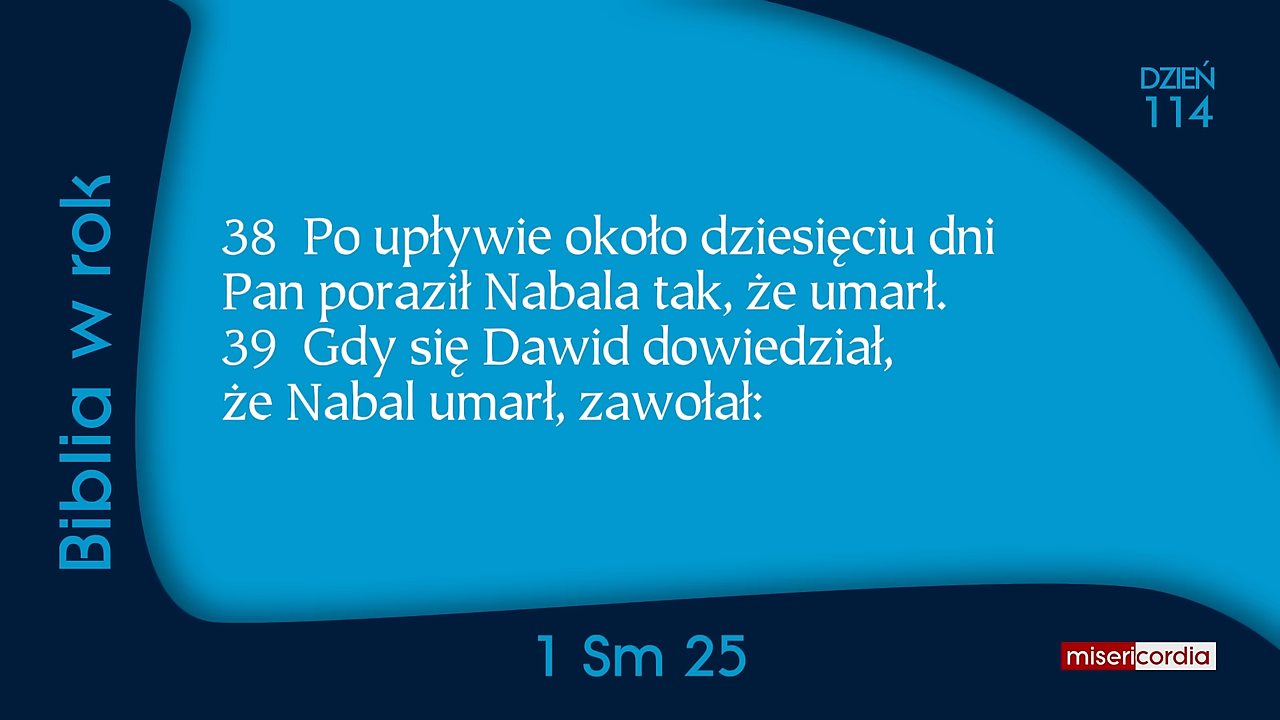 DZIEŃ
114
Biblia w rok
38 Po upływie około dziesięciu dni
Pan poraził Nabala tak, że umarł.
39 Gdy się Dawid dowiedział,
że Nabal umarł, zawołał:
1 Sm 25
misericordia